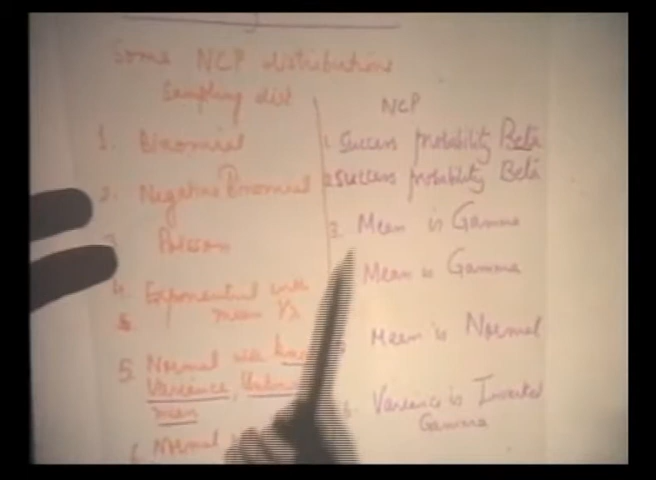 Some NCP distributions
Sampling dist
NCP
1. Binomial
1. Success probability Beta
2. Negative Binomial
2. Success probability Beta
3 Poisson
3. Mean is Gamma
4. Exponential with
mean 1/λ
Mean is Gamma
5. Normal with
Variance,
mean
Mean is Normal
6. Normal
6. Variance is Inverted
Gamma